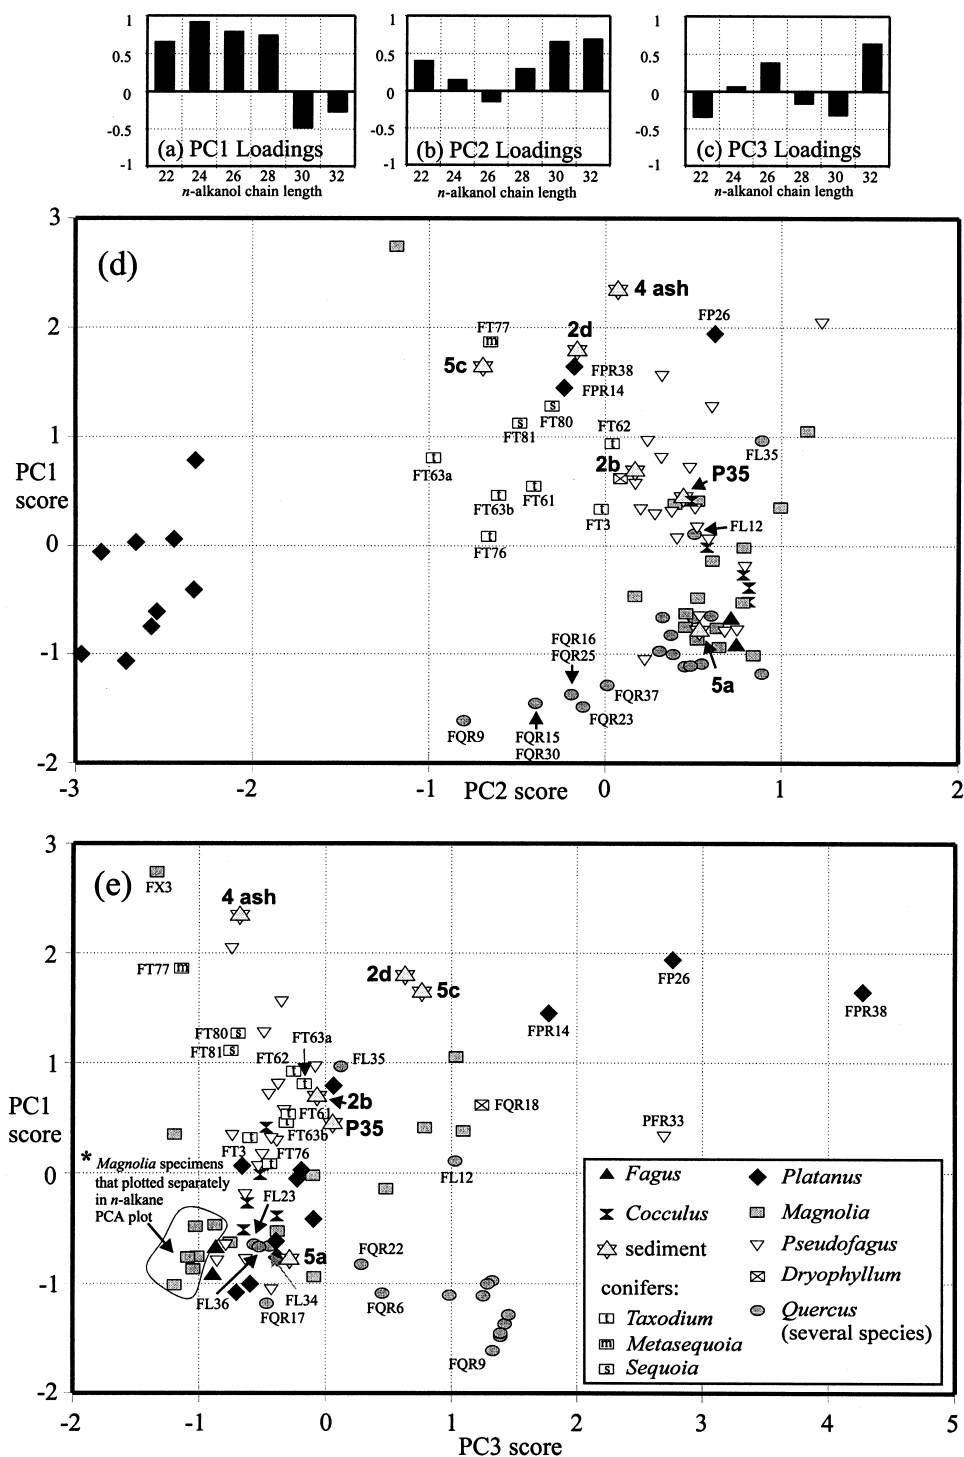 1
0.5
0
-0.5
-1
(a) PC1 Loadings
22 24 26 28 30 32
n-alkanol chain length
1
0.5
0
-0.5
-1
(b) PC2 Loadings
22 24 26 28 30 32
n-alkanol chain length
1
0.5
0
-0.5
-1
(c) PC3 Loadings
22 24 26 28 30 32
n-alkanol chain length
(d)
3
2
1
PC1
score
0
-1
-2
4 ash
FP26
2d
FT77
m
5c
FPR38
FPR14
s
FT80
s
FT81
FT62
t
FL35
t
FT63a
2b
P35
t
FT61
t
FT63b
t
FT3
FL12
t
FT76
FQR16
FQR25
5a
FQR37
FQR23
FQR9
FQR15
FQR30
-3 -2 -1 0 1 2
PC2 score
(e)
3
2
1
PC1
score
0
-1
-2
FX3
4 ash
FT77 m
2d
5c
FP26
FPR14
FPR38
FT80 s
FT81 s
FT63a
FT62
t
t
FL35
2b
FT61
t
FQR18
P35
FT63b
t
PFR33
t
FT3
FT76
t
FL12
* Magnolia specimens
that plotted separately
in n-alkane
PCA plot
FL23
5a
FQR22
FL36
FL34
FQR17
FQR6
FQR9
Fagus
Cocculus
sediment
conifers:
t Taxodium
m Metasequoia
s Sequoia
Platanus
Magnolia
Pseudofagus
Dryophyllum
Quercus
(several species)
-2 -1 0 1 2 3 4 5
PC3 score